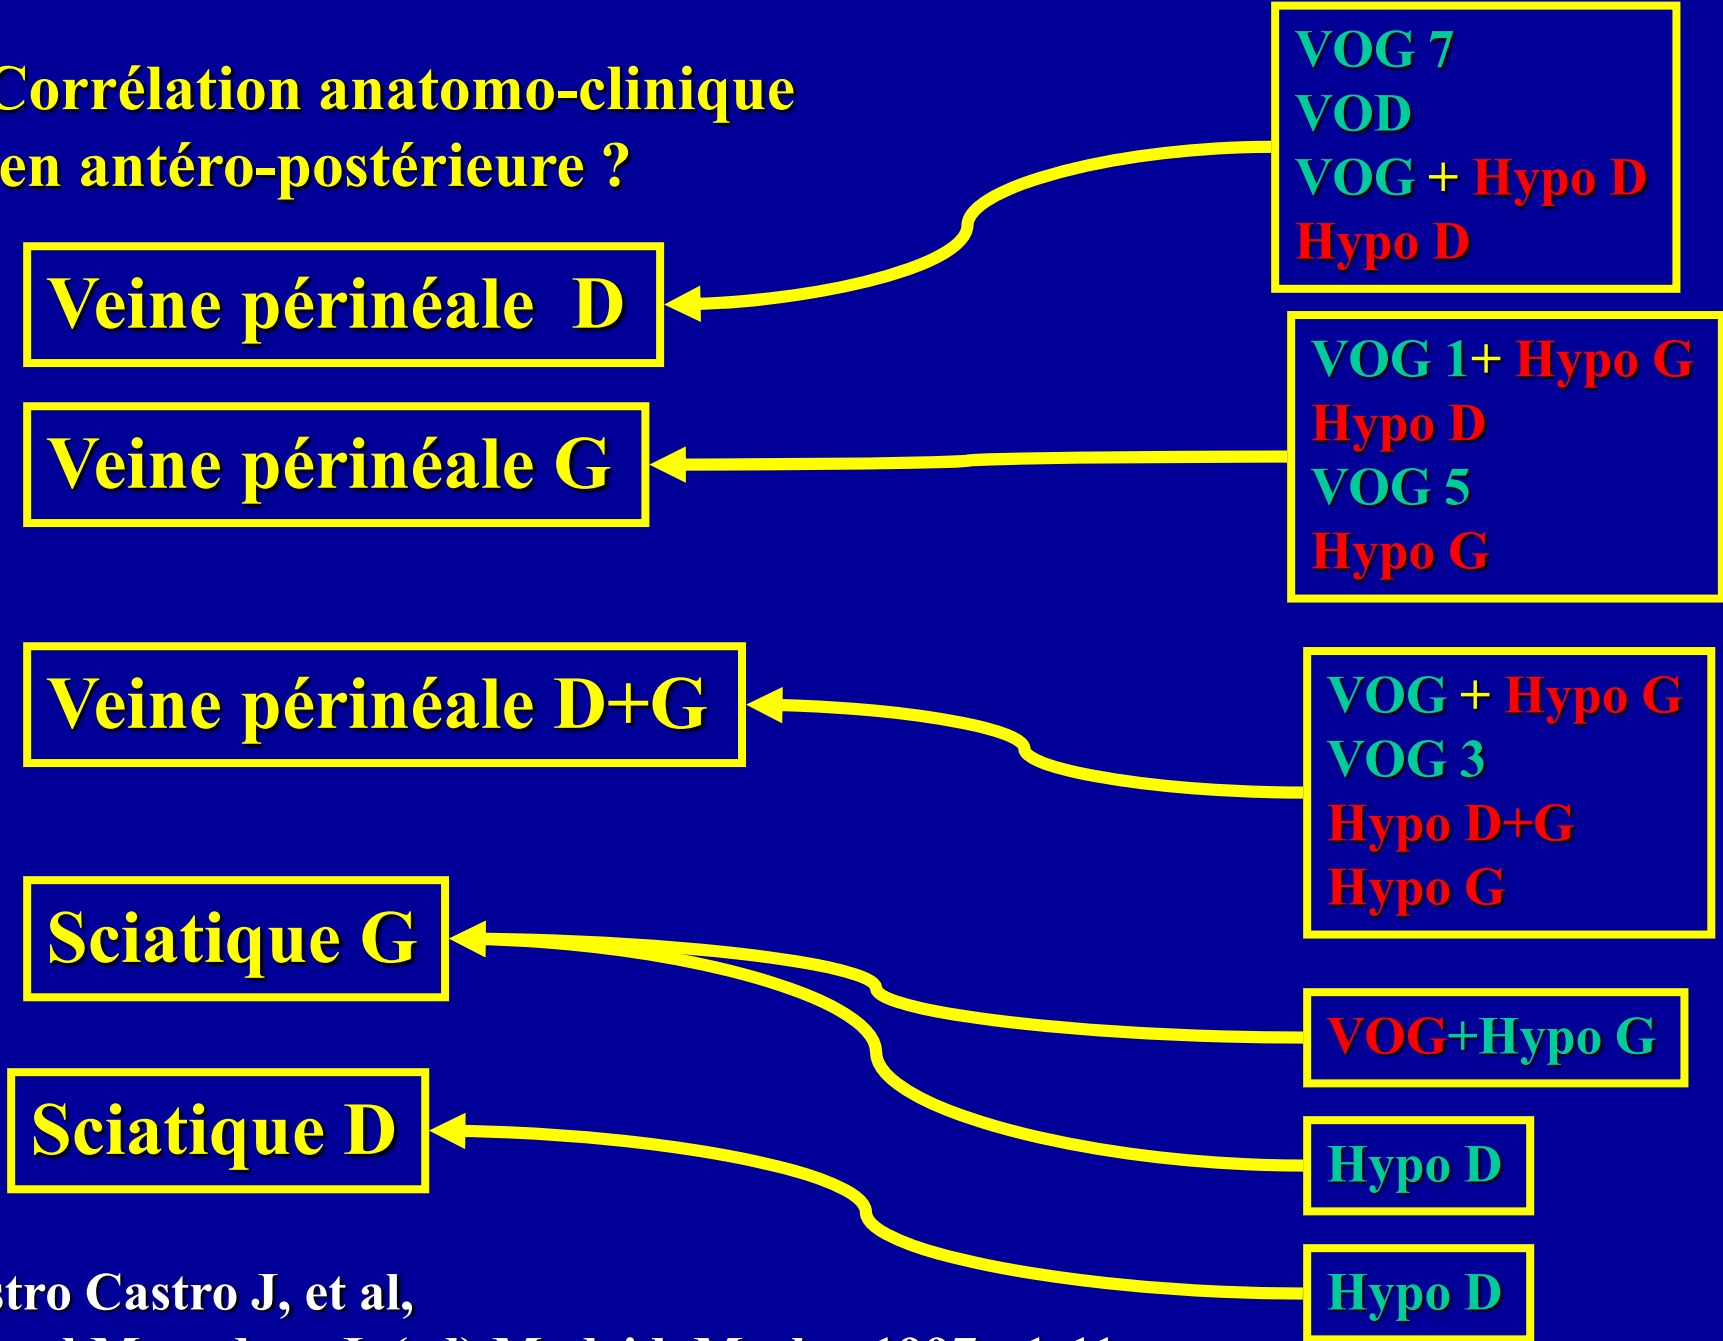 Corrélation anatomo-clinique
en antéro-postérieure ?
VOG 7
VOD
VOG + Hypo D
Hypo D
Veine périnéale D
VOG 1+ Hypo G
Hypo D
VOG 5
Hypo G
Veine périnéale G
Veine périnéale D+G
VOG + Hypo G
VOG 3
Hypo D+G
Hypo G
Sciatique G
VOG+Hypo G
Hypo D
Sciatique D
Hypo D
Castro J, et al,